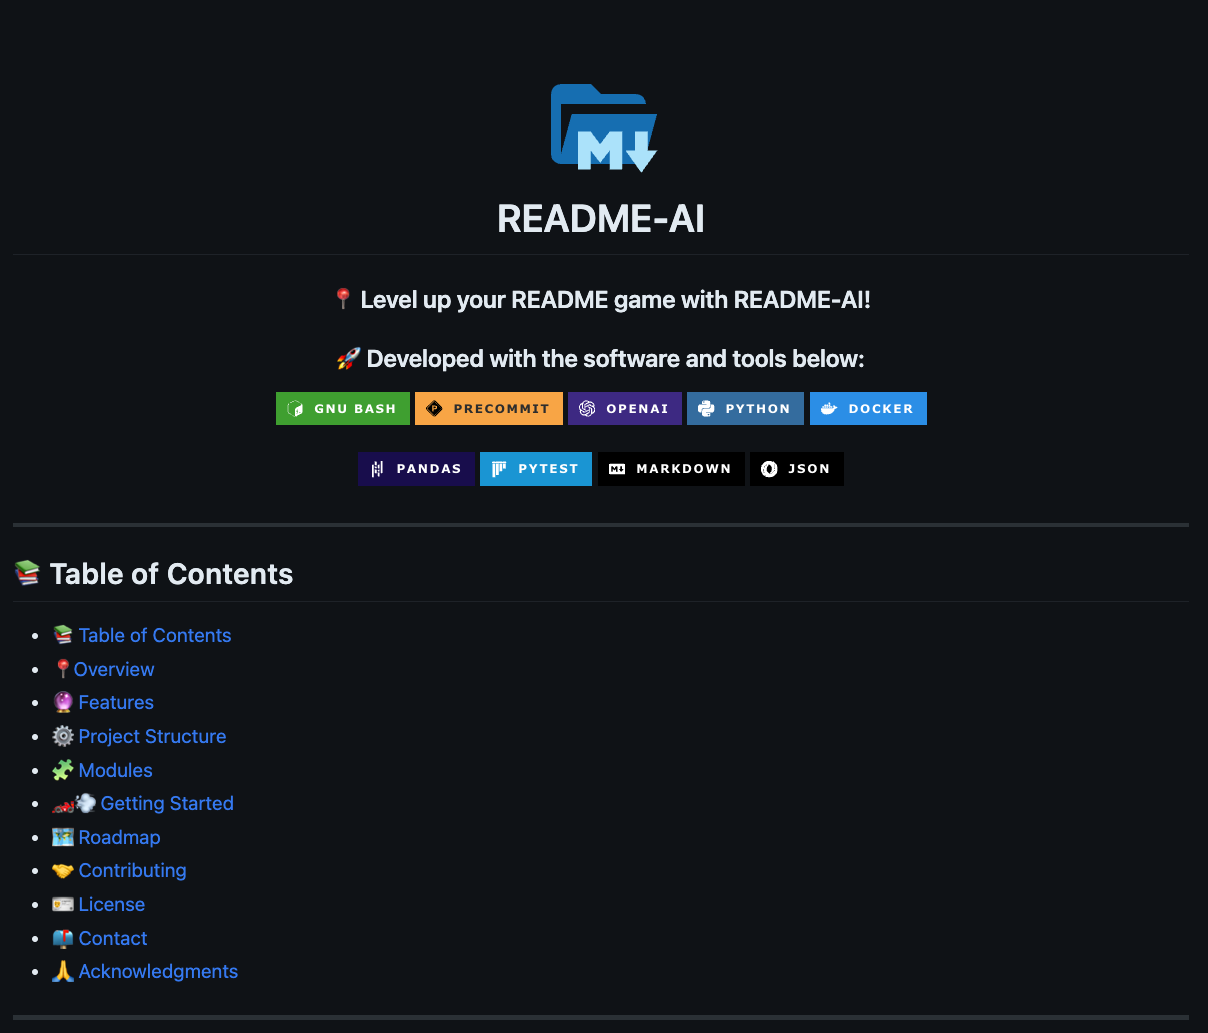 M
README-AI
📍 Level up your README game with README-AI!
🚀 Developed with the software and tools below:
GNU BASH PRECOMMIT OPENAI PYTHON DOCKER
PANDAS PYTEST MARKDOWN JSON
📚 Table of Contents
📚 Table of Contents
📍Overview
🔮 Features
⚙️ Project Structure
🧩 Modules
🏎💨 Getting Started
🗺 Roadmap
🤝 Contributing
🪪 License
📫 Contact
🙏 Acknowledgments